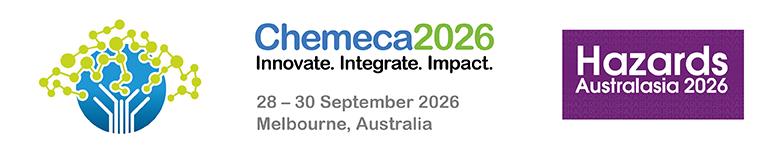 Chemeca2026
Innovate. Integrate. Impact.
28 – 30 September 2026
Melbourne, Australia
Hazards
Australasia 2026